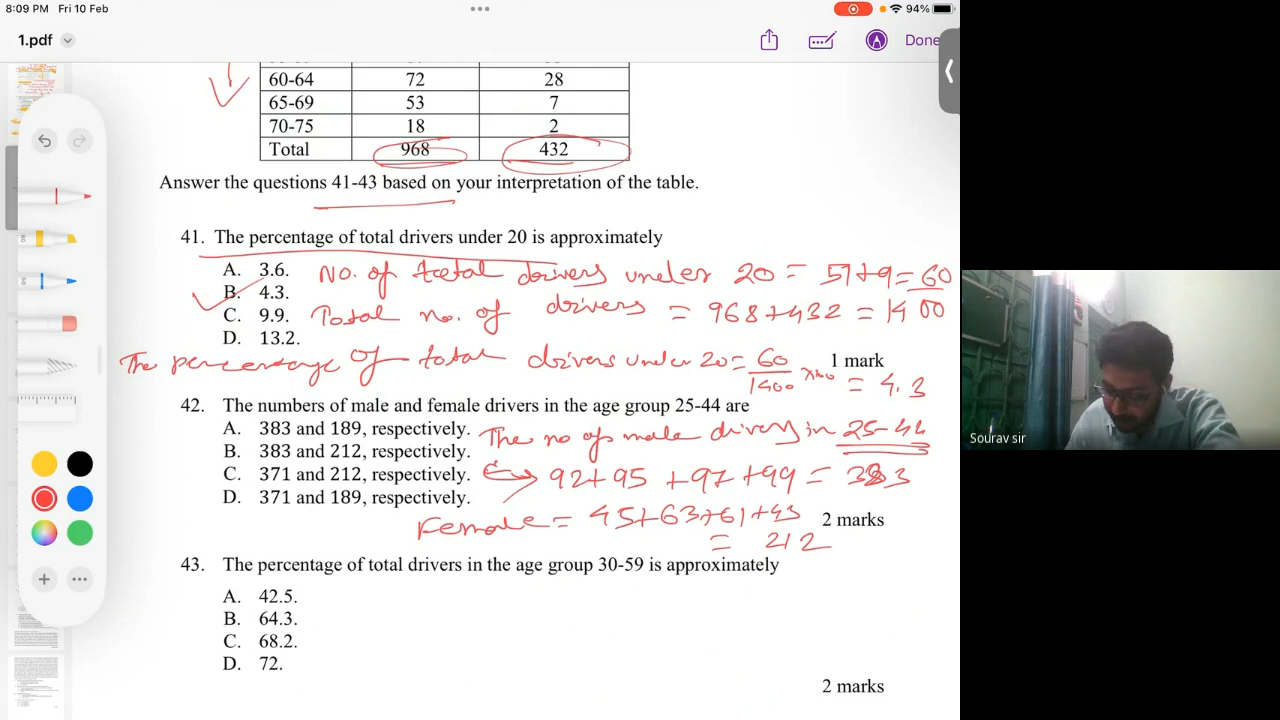 8:09 PM Fri 10 Feb
94%
1.pdf
Done
60-64 72 28
65-69 53 7
70-75 18 2
Total 968 432
Answer the questions 41-43 based on your interpretation of the table.
41. The percentage of total drivers under 20 is approximately
A. 3.6. No. of total drivers under 20 = 51+9 = 60
B. 4.3.
C. 9.9. Total no. of drivers = 968+432 = 1400
D. 13.2.
The percentage of total drivers under 20 = 60/1400 ×100 = 4.3
1 mark
42. The numbers of male and female drivers in the age group 25-44 are
A. 383 and 189, respectively. The no of male drivers in 25-44
B. 383 and 212, respectively.
C. 371 and 212, respectively. 92+95+97+99 = 383
D. 371 and 189, respectively.
Female = 45+63+61+43
2 marks
= 212
43. The percentage of total drivers in the age group 30-59 is approximately
A. 42.5.
B. 64.3.
C. 68.2.
D. 72.
2 marks
Sourav sir